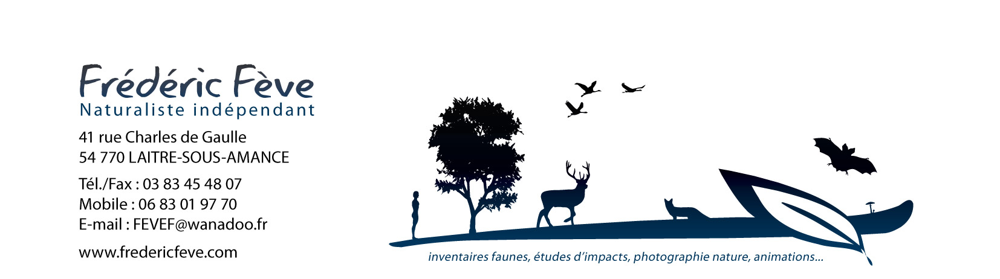 Frédéric Fève
Naturaliste indépendant
41 rue Charles de Gaulle
54 770 LAITRE-SOUS-AMANCE
Tél./Fax : 03 83 45 48 07
Mobile : 06 83 01 97 70
E-mail : FEVEF@wanadoo.fr
www.fredericfeve.com
inventaires faunes, études d'impacts, photographie nature, animations...